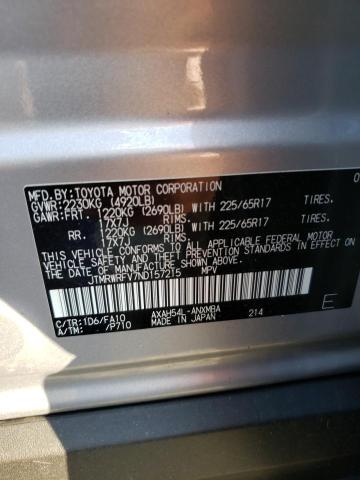 MFD. BY: TOYOTA MOTOR CORPORATION
GVWR: 2230KG (4920LB)
GAWR: FRT. 1220KG (2690LB) WITH 225/65R17 TIRES.
17X7J RIMS.
RR. 1220KG (2690LB) WITH 225/65R17 TIRES.
17X7J RIMS.
THIS VEHICLE CONFORMS TO ALL APPLICABLE FEDERAL MOTOR
VEHICLE SAFETY AND THEFT PREVENTION STANDARDS IN EFFECT
ON THE DATE OF MANUFACTURE SHOWN ABOVE.
JTMRWRFV7ND157215 MPV
C/TR: 1D6/FA10 AXAH54L-ANXMBA 214
A/TM: /P710 MADE IN JAPAN
E